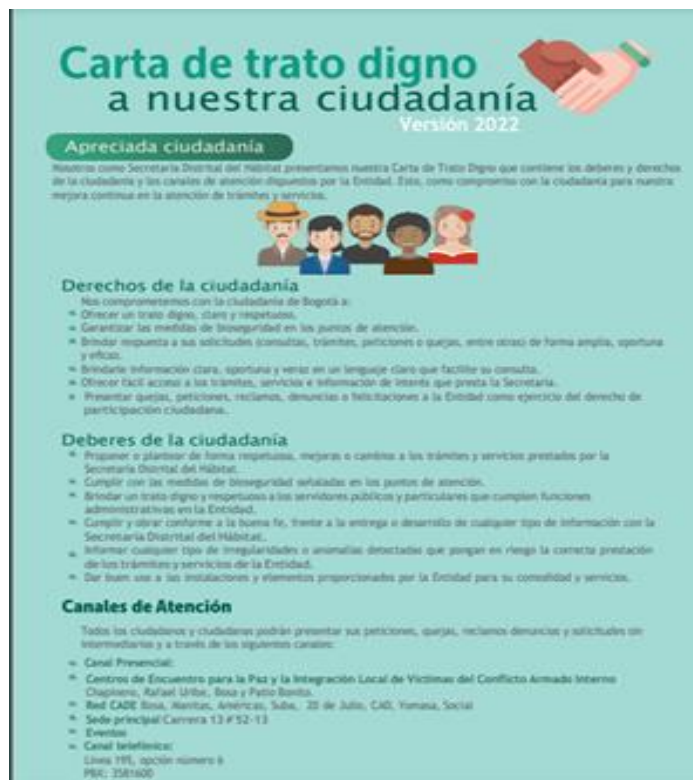 Carta de trato digno
a nuestra ciudadanía
Versión 2022
Apreciada ciudadanía
Nosotros como Secretaría Distrital del Hábitat presentamos nuestra Carta de Trato Digno que contiene los deberes y derechos
de la ciudadanía y los canales de atención dispuestos por la Entidad. Esto, como compromiso con la ciudadanía para nuestra
mejora continua en la atención de trámites y servicios.
Derechos de la ciudadanía
Nos comprometemos con la ciudadanía de Bogotá a:
Ofrecer un trato digno, claro y respetuoso.
Garantizar las medidas de bioseguridad en los puntos de atención.
Brindar respuesta a sus solicitudes (consultas, trámites, peticiones o quejas, entre otras) de forma amplia, oportuna
y eficaz.
Brindarle información clara, oportuna y veraz en un lenguaje claro que facilite su consulta.
Ofrecer fácil acceso a los trámites, servicios e información de interés que presta la Secretaría.
Presentar quejas, peticiones, reclamos, denuncias o felicitaciones a la Entidad como ejercicio del derecho de
participación ciudadana.
Deberes de la ciudadanía
Proponer o plantear de forma respetuosa, mejoras o cambios a los trámites y servicios prestados por la
Secretaría Distrital del Hábitat.
Cumplir con las medidas de bioseguridad señaladas en los puntos de atención.
Brindar un trato digno y respetuoso a los servidores públicos y particulares que cumplen funciones
administrativas en la Entidad.
Cumplir y obrar conforme a la buena fe, frente a la entrega o desarrollo de cualquier tipo de información con la
Secretaría Distrital del Hábitat.
Informar cualquier tipo de irregularidades o anomalías detectadas que pongan en riesgo la correcta prestación
de los trámites y servicios de la Entidad.
Dar buen uso a las instalaciones y elementos proporcionados por la Entidad para su comodidad y servicios.
Canales de Atención
Todos los ciudadanos y ciudadanas podrán presentar sus peticiones, quejas, reclamos denuncias y solicitudes sin
intermediarios y a través de los siguientes canales:
Canal Presencial:
Centros de Encuentro para la Paz y la Integración Local de Víctimas del Conflicto Armado Interno
Chapinero, Rafael Uribe, Bosa y Patio Bonito.
Red CADE Bosa, Manitas, Américas, Suba, 20 de Julio, CAD, Yomasa, Social
Sede principal Carrera 13 # 52-13
Eventos
Canal telefónico:
Línea 195, opción número 6
PBX: 3581600